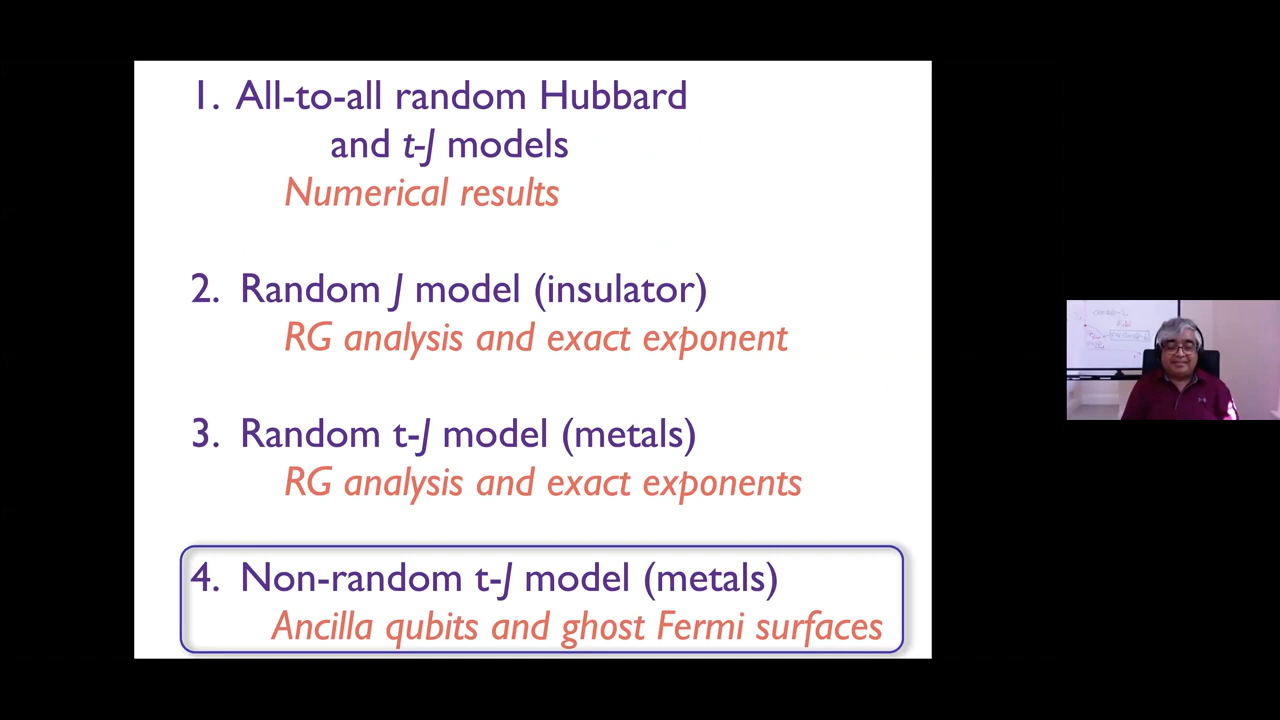 1. All-to-all random Hubbard
and t-J models
Numerical results
2. Random J model (insulator)
RG analysis and exact exponent
3. Random t-J model (metals)
RG analysis and exact exponents
4. Non-random t-J model (metals)
Ancilla qubits and ghost Fermi surfaces